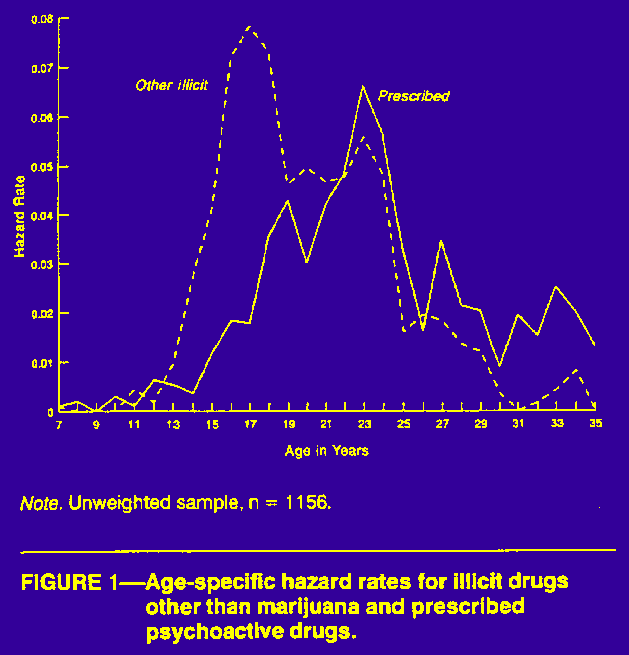 0.08
0.07
0.06
0.05
0.04
0.03
0.02
0.01
0
Hazard Rate
Other illicit
Prescribed
7 9 11 13 15 17 19 21 23 25 27 29 31 33 35
Age in Years
Note. Unweighted sample, n = 1156.
FIGURE 1—Age-specific hazard rates for illicit drugs
other than marijuana and prescribed
psychoactive drugs.